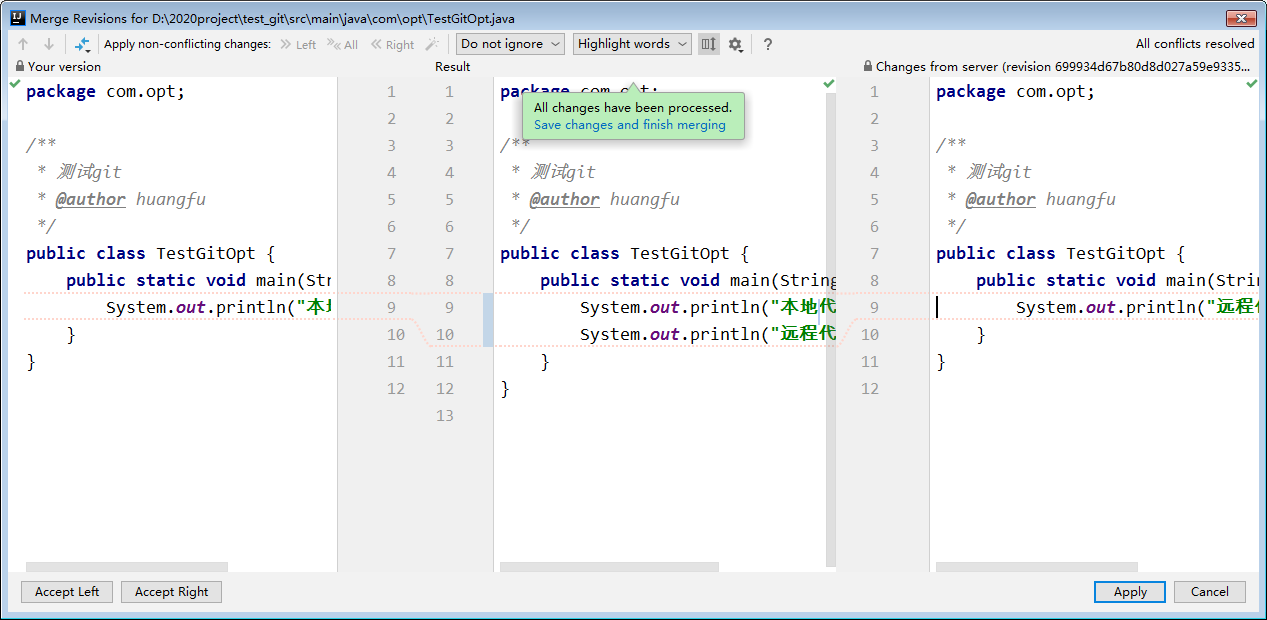 Merge Revisions for D:\2020project\test_git\src\main\java\com\opt\TestGitOpt.java
Apply non-conflicting changes: Left All Right Do not ignore Highlight words ? All conflicts resolved
Your version
Result
Changes from server (revision 699934d67b80d8d027a59e9335...
package com.opt;
/**
 * 测试git
 * @author huangfu
 */
public class TestGitOpt {
    public static void main(Str
        System.out.println("本地
    }
}
1 1
2 2
3 3
4 4
5 5
6 6
7 7
8 8
9 9
10 10
11 11
12 12
13
package com.opt;
All changes have been processed.
Save changes and finish merging
/**
 * 测试git
 * @author huangfu
 */
public class TestGitOpt {
    public static void main(String
        System.out.println("本地代
        System.out.println("远程代
    }
}
1
2
3
4
5
6
7
8
9
10
11
12
package com.opt;
/**
 * 测试git
 * @author huangfu
 */
public class TestGitOpt {
    public static void main(String
        System.out.println("远程代
    }
}
Accept Left Accept Right Apply Cancel